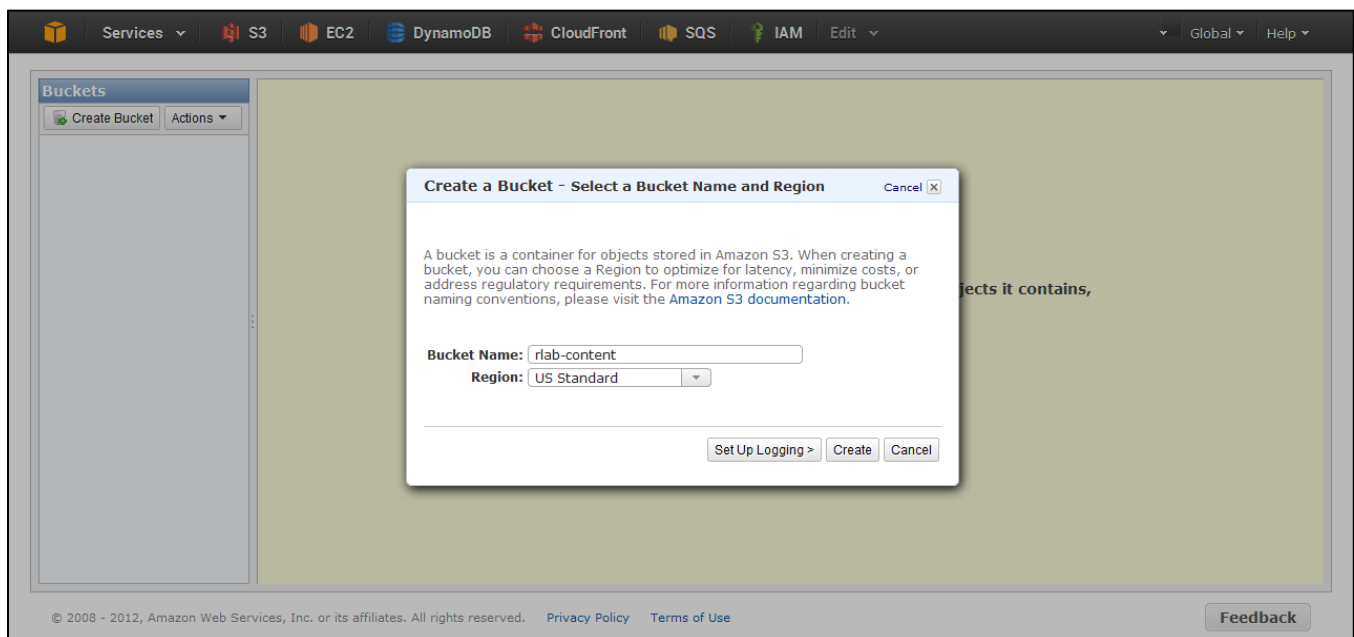 Services S3 EC2 DynamoDB CloudFront SQS IAM Edit Global Help
Buckets
Create Bucket Actions
Create a Bucket - Select a Bucket Name and Region Cancel
A bucket is a container for objects stored in Amazon S3. When creating a
bucket, you can choose a Region to optimize for latency, minimize costs, or
address regulatory requirements. For more information regarding bucket
naming conventions, please visit the Amazon S3 documentation.
jects it contains,
Bucket Name: rlab-content
Region: US Standard
Set Up Logging > Create Cancel
© 2008 - 2012, Amazon Web Services, Inc. or its affiliates. All rights reserved. Privacy Policy Terms of Use Feedback